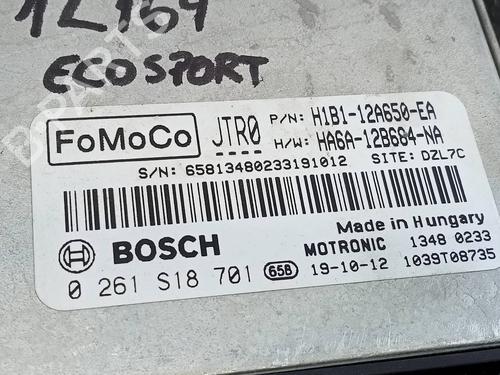 1L154
ECOSPORT
FoMoCo JTR0 P/N: H1B1-12A650-EA
H/W: HA6A-12B684-NA
S/N: 65813480233191012 SITE: DZL7C
Made in Hungary
BOSCH MOTRONIC 1348 0233
0 261 S18 701 658 19-10-12 1039T08735